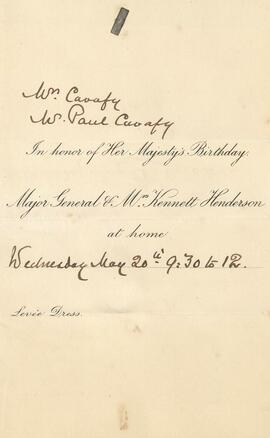 Mrs Cavafy
Mr. Paul Cavafy
In honor of Her Majesty's Birthday.
Major General & Mrs Kennett Henderson
at home
Wednesday May 20th 9:30 to 12.
Levée Dress.